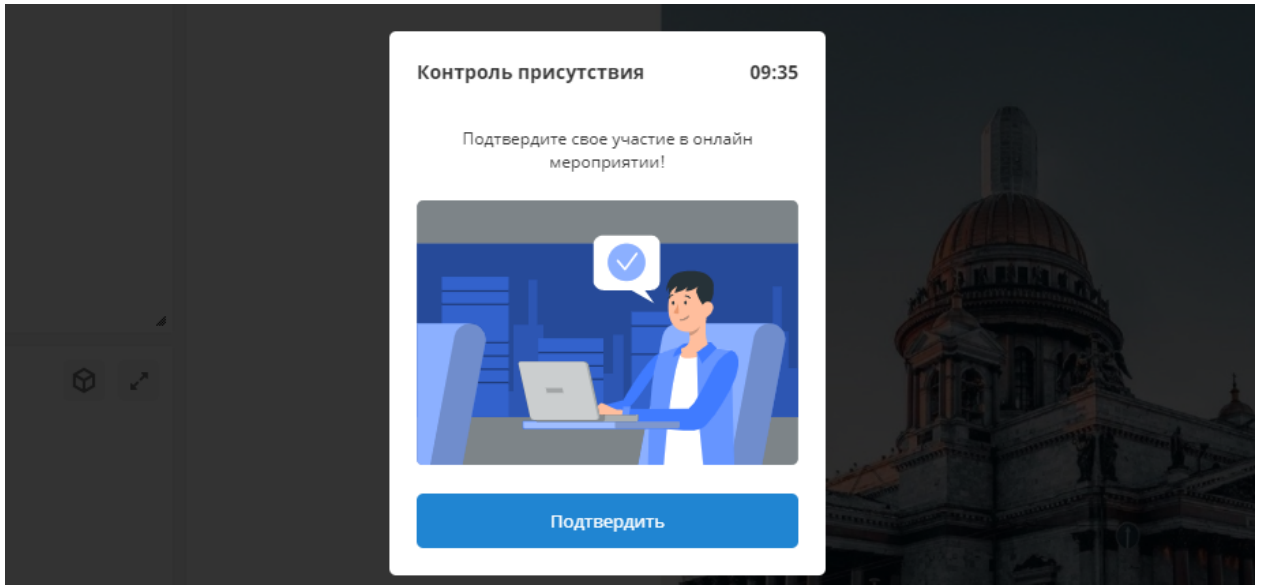 Контроль присутствия 09:35
Подтвердите свое участие в онлайн
мероприятии!
Подтвердить